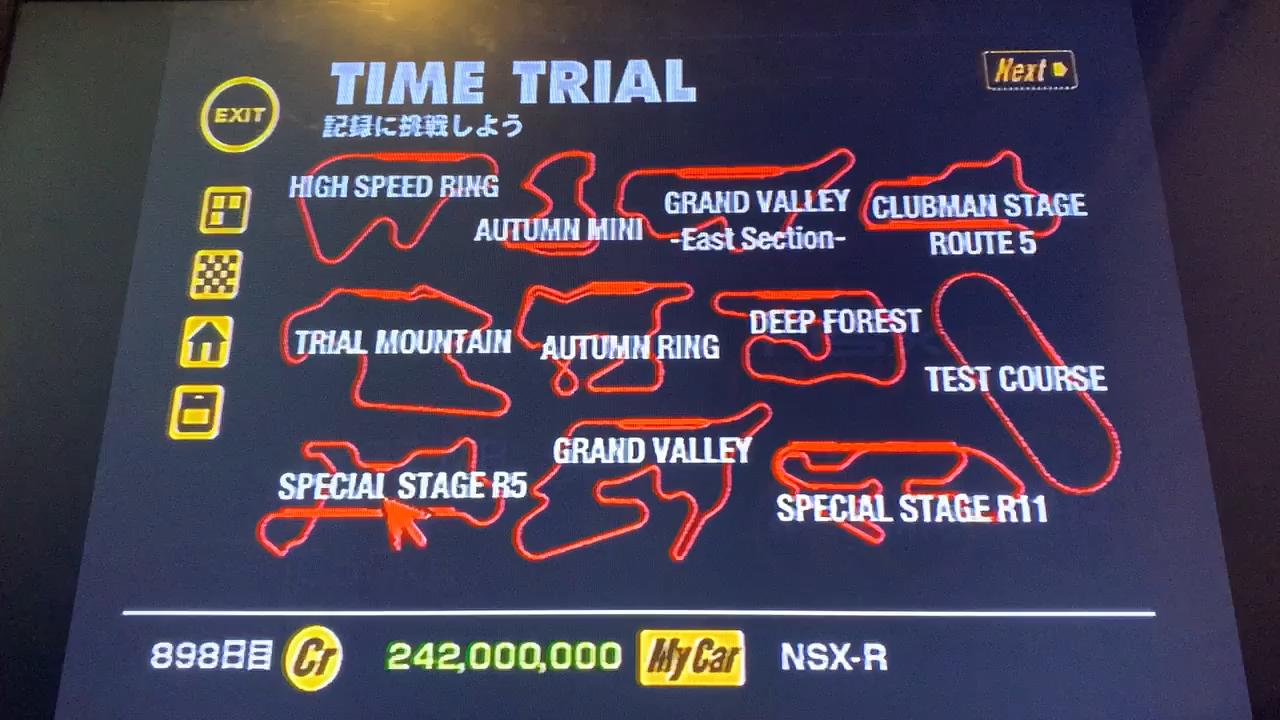 TIME TRIAL
Next
EXIT
記録に挑戦しよう
HIGH SPEED RING
AUTUMN MINI
GRAND VALLEY
-East Section-
CLUBMAN STAGE
ROUTE 5
TRIAL MOUNTAIN
AUTUMN RING
DEEP FOREST
TEST COURSE
SPECIAL STAGE R5
GRAND VALLEY
SPECIAL STAGE R11
898日目 Cr 242,000,000 My Car NSX-R